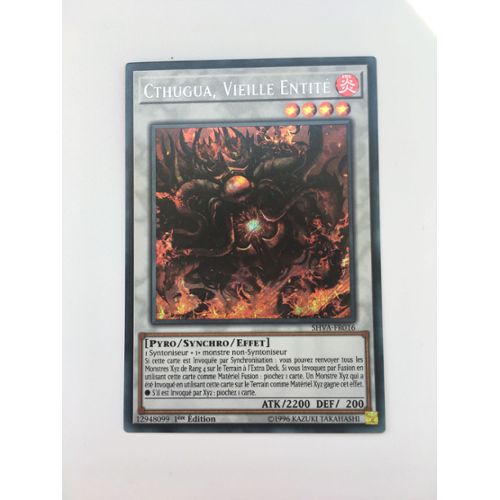 CTHUGUA, VIEILLE ENTITÉ 炎
SHVA-FR016
[PYRO/SYNCHRO/EFFET]
1 Syntoniseur + 1+ monstre non-Syntoniseur
Si cette carte est Invoquée par Synchronisation : vous pouvez renvoyer tous les
Monstres Xyz de Rang 4 sur le Terrain à l'Extra Deck. Si vous Invoquez par Fusion en
utilisant cette carte comme Matériel Fusion : piochez 1 carte. Un Monstre Xyz qui a
été Invoqué en utilisant cette carte sur le Terrain comme Matériel Xyz gagne cet effet.
●S'il est Invoqué par Xyz : piochez 1 carte.
ATK/2200 DEF/ 200
12948099 1ère Edition ©1996 KAZUKI TAKAHASHI